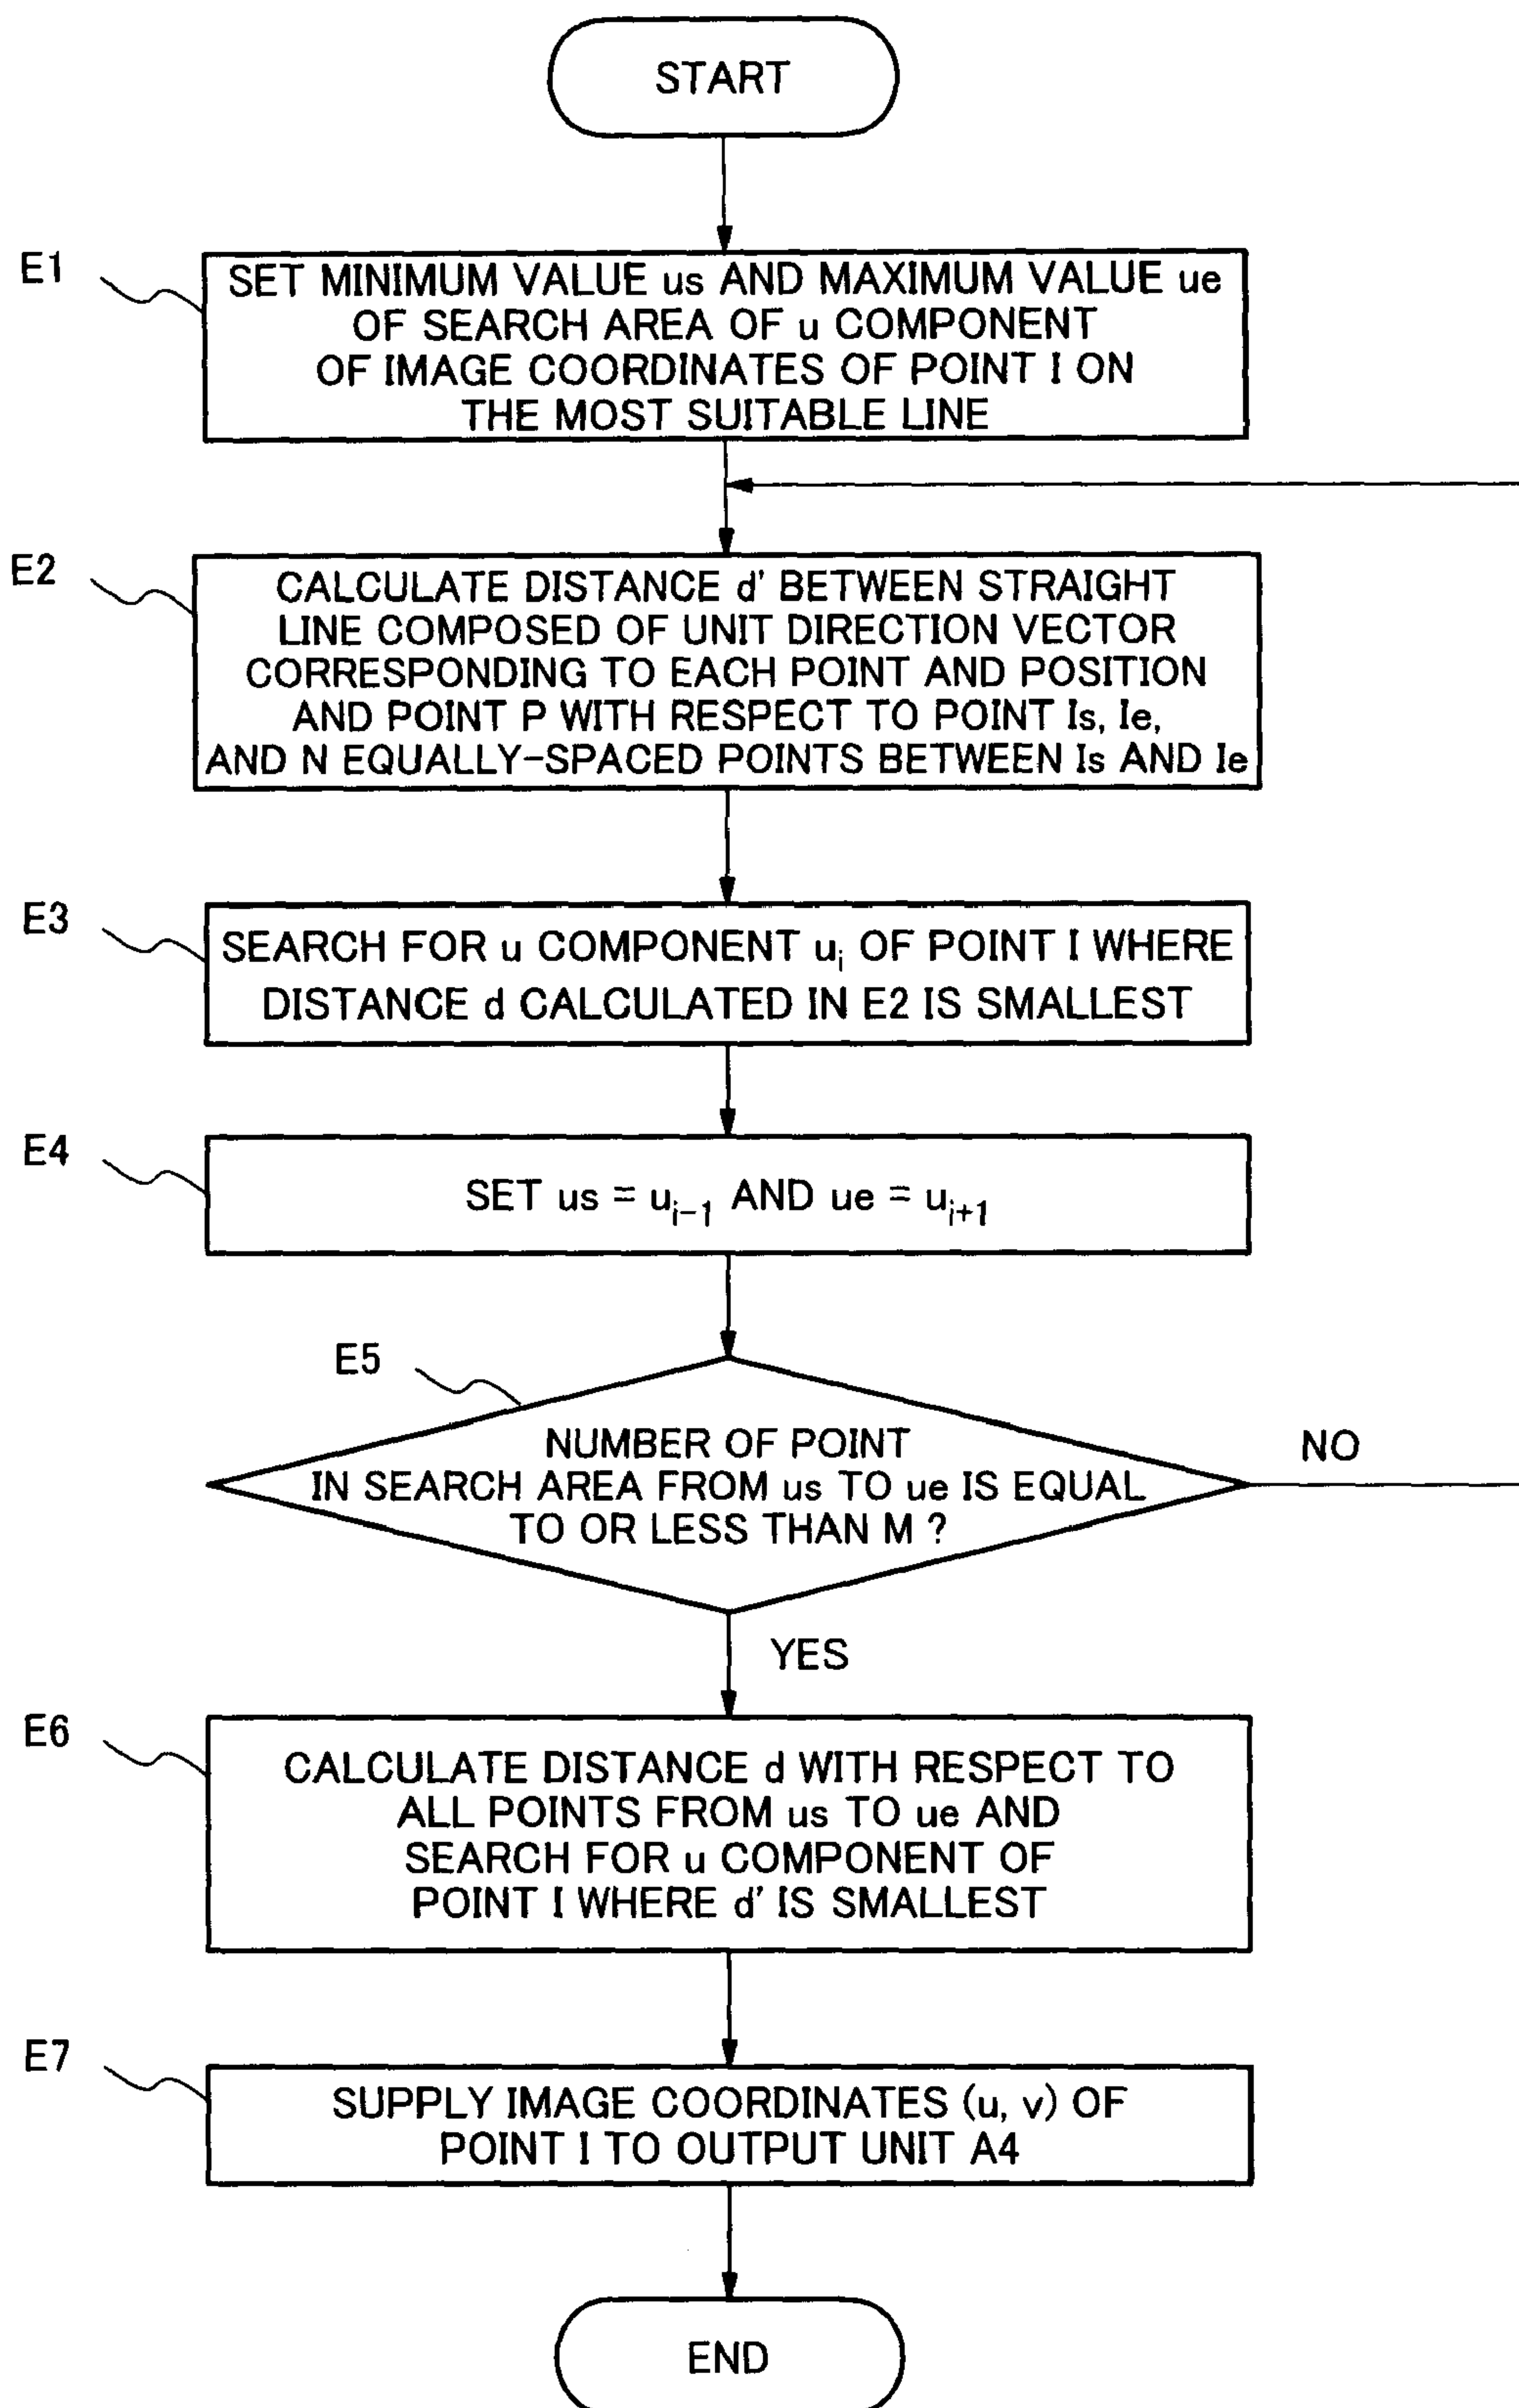 START
E1
SET MINIMUM VALUE us AND MAXIMUM VALUE ue
OF SEARCH AREA OF u COMPONENT
OF IMAGE COORDINATES OF POINT I ON
THE MOST SUITABLE LINE
E2
CALCULATE DISTANCE d' BETWEEN STRAIGHT
LINE COMPOSED OF UNIT DIRECTION VECTOR
CORRESPONDING TO EACH POINT AND POSITION
AND POINT P WITH RESPECT TO POINT Is, Ie,
AND N EQUALLY-SPACED POINTS BETWEEN Is AND Ie
E3
SEARCH FOR u COMPONENT u_i OF POINT I WHERE
DISTANCE d CALCULATED IN E2 IS SMALLEST
E4
SET us = u_{i-1} AND ue = u_{i+1}
E5
NUMBER OF POINT
IN SEARCH AREA FROM us TO ue IS EQUAL
TO OR LESS THAN M ?
NO
YES
E6
CALCULATE DISTANCE d WITH RESPECT TO
ALL POINTS FROM us TO ue AND
SEARCH FOR u COMPONENT OF
POINT I WHERE d' IS SMALLEST
E7
SUPPLY IMAGE COORDINATES (u, v) OF
POINT I TO OUTPUT UNIT A4
END